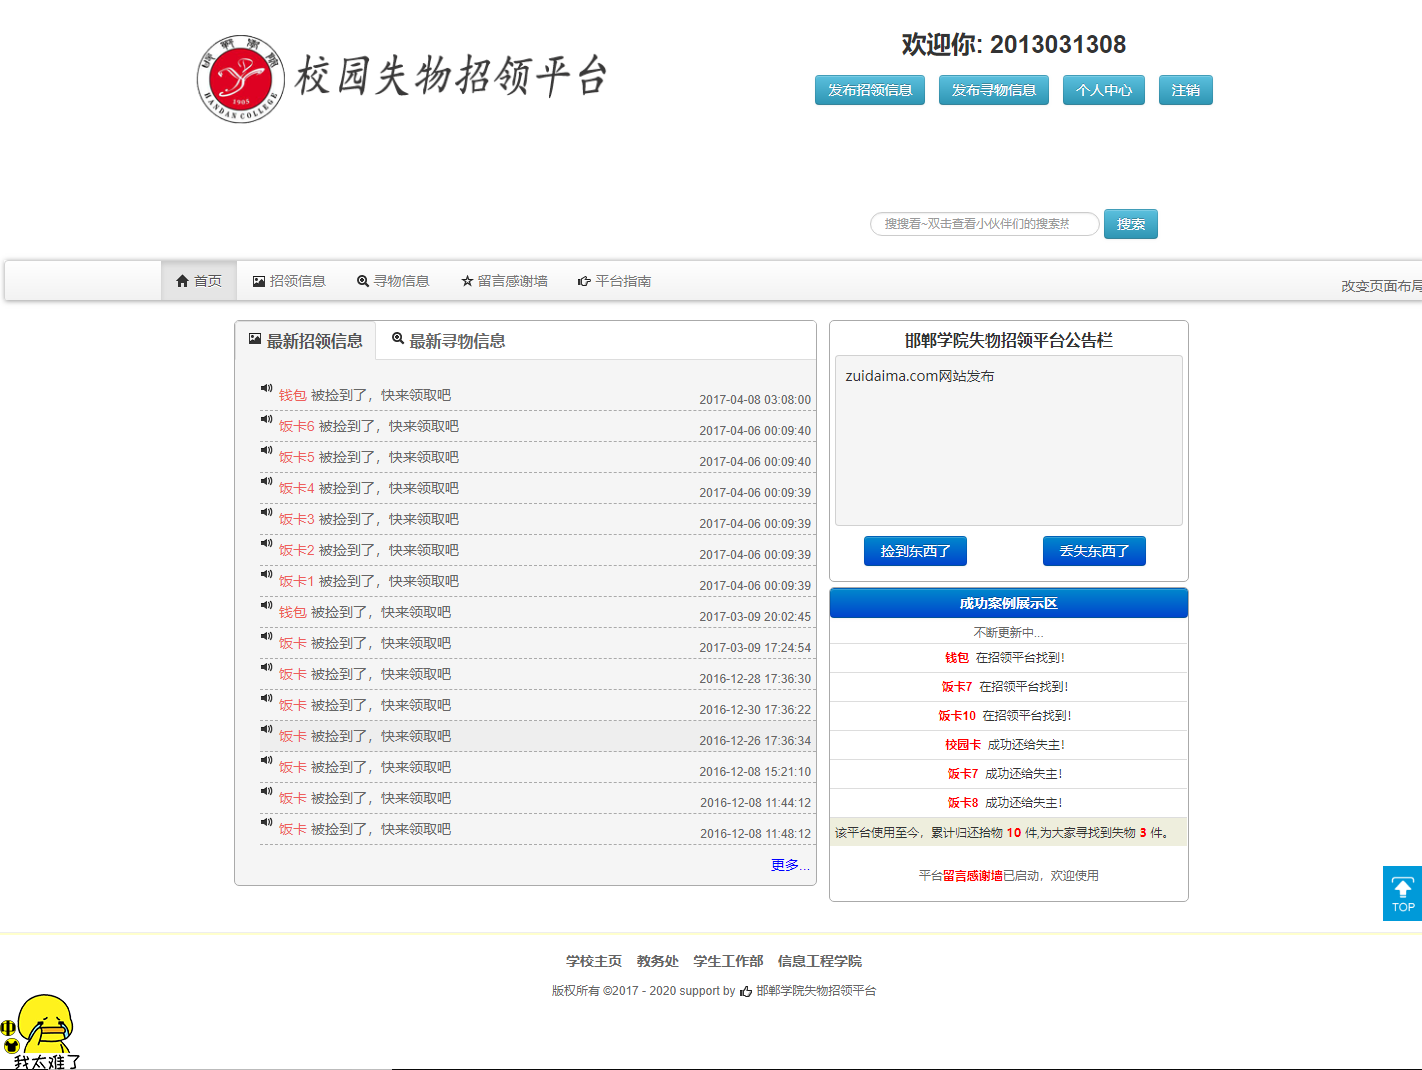 HANDAN COLLEGE
1905
校园失物招领平台
欢迎你: 2013031308
发布招领信息 发布寻物信息 个人中心 注销
搜搜看~双击查看小伙伴们的搜索热 搜索
首页 招领信息 寻物信息 留言感谢墙 平台指南 改变页面布局
最新招领信息 最新寻物信息
钱包 被捡到了，快来领取吧 2017-04-08 03:08:00
饭卡6 被捡到了，快来领取吧 2017-04-06 00:09:40
饭卡5 被捡到了，快来领取吧 2017-04-06 00:09:40
饭卡4 被捡到了，快来领取吧 2017-04-06 00:09:39
饭卡3 被捡到了，快来领取吧 2017-04-06 00:09:39
饭卡2 被捡到了，快来领取吧 2017-04-06 00:09:39
饭卡1 被捡到了，快来领取吧 2017-04-06 00:09:39
钱包 被捡到了，快来领取吧 2017-03-09 20:02:45
饭卡 被捡到了，快来领取吧 2017-03-09 17:24:54
饭卡 被捡到了，快来领取吧 2016-12-28 17:36:30
饭卡 被捡到了，快来领取吧 2016-12-30 17:36:22
饭卡 被捡到了，快来领取吧 2016-12-26 17:36:34
饭卡 被捡到了，快来领取吧 2016-12-08 15:21:10
饭卡 被捡到了，快来领取吧 2016-12-08 11:44:12
饭卡 被捡到了，快来领取吧 2016-12-08 11:48:12
更多...
邯郸学院失物招领平台公告栏
zuidaima.com网站发布
捡到东西了 丢失东西了
成功案例展示区
不断更新中...
钱包 在招领平台找到！
饭卡7 在招领平台找到！
饭卡10 在招领平台找到！
校园卡 成功还给失主！
饭卡7 成功还给失主！
饭卡8 成功还给失主！
该平台使用至今，累计归还拾物 10 件,为大家寻找到失物 3 件。
平台留言感谢墙已启动，欢迎使用
TOP
学校主页 教务处 学生工作部 信息工程学院
版权所有 ©2017 - 2020 support by 邯郸学院失物招领平台
中
我太难了